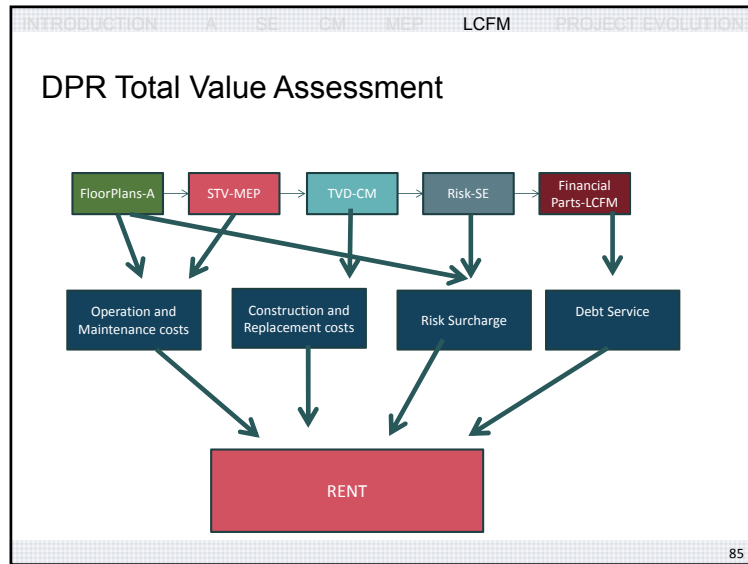 INTRODUCTION A SE CM MEP LCFM PROJECT EVOLUTION
DPR Total Value Assessment
FloorPlans-A
STV-MEP
TVD-CM
Risk-SE
Financial
Parts-LCFM
Operation and
Maintenance costs
Construction and
Replacement costs
Risk Surcharge
Debt Service
RENT
85